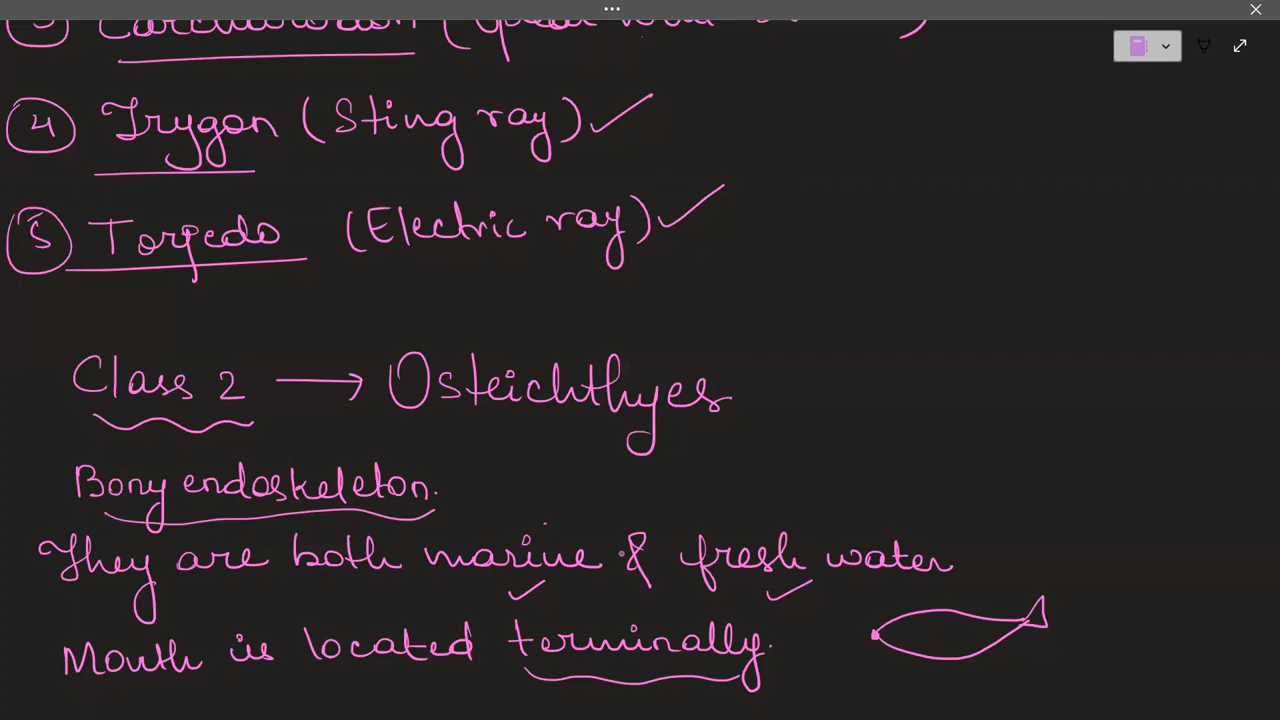 ④ Trygon (Sting ray) ✓
⑤ Torpedo (Electric ray) ✓
Class 2 → Osteichthyes
Bony endoskeleton.
They are both marine & fresh water
Mouth is located terminally.